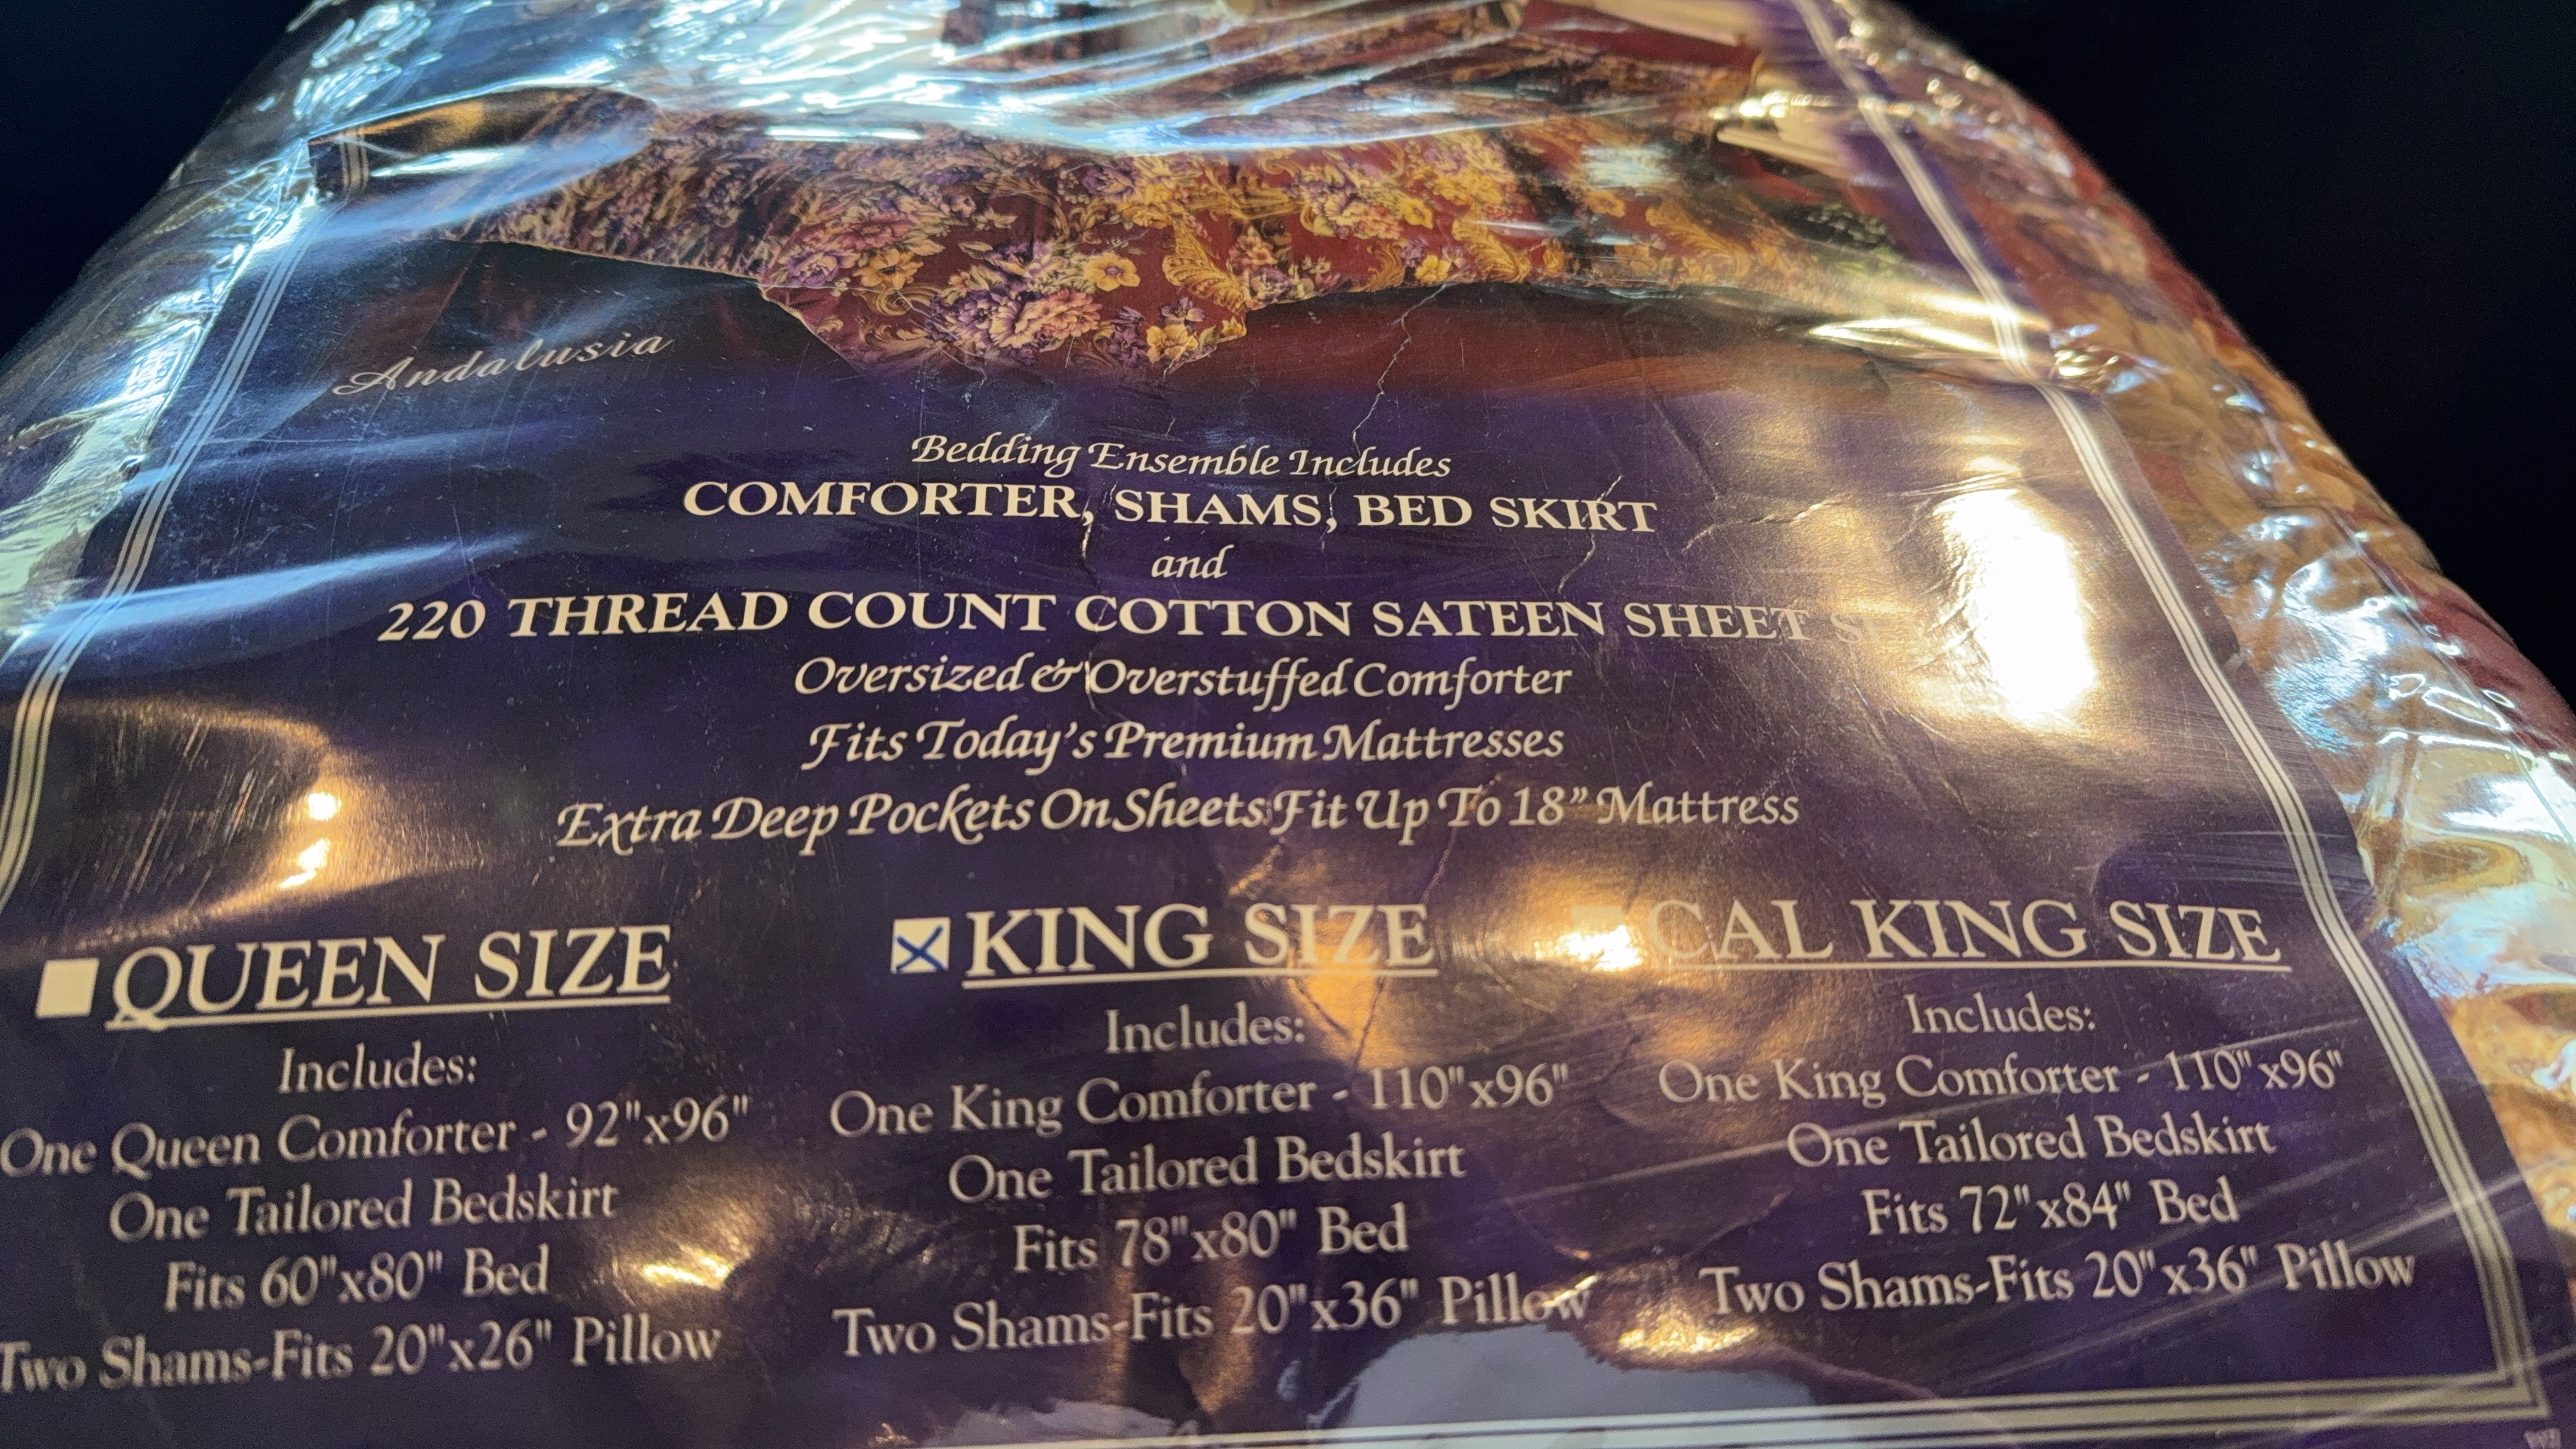 Andalusia
Bedding Ensemble Includes
COMFORTER, SHAMS, BED SKIRT
and
220 THREAD COUNT COTTON SATEEN SHEET
Oversized & Overstuffed Comforter
Fits Today's Premium Mattresses
Extra Deep Pockets On Sheets Fit Up To 18" Mattress
QUEEN SIZE
Includes:
One Queen Comforter - 92"x96"
One Tailored Bedskirt
Fits 60"x80" Bed
Two Shams-Fits 20"x26" Pillow
KING SIZE
Includes:
One King Comforter - 110"x96"
One Tailored Bedskirt
Fits 78"x80" Bed
Two Shams-Fits 20"x36" Pillow
CAL KING SIZE
Includes:
One King Comforter - 110"x96"
One Tailored Bedskirt
Fits 72"x84" Bed
Two Shams-Fits 20"x36" Pillow